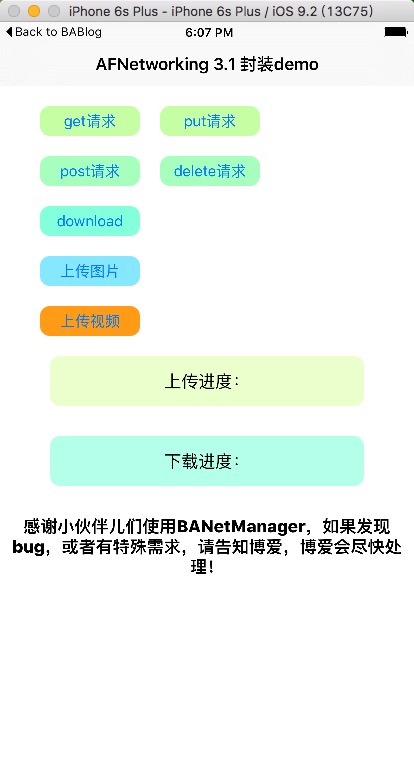 iPhone 6s Plus - iPhone 6s Plus / iOS 9.2 (13C75)
Back to BABlog 6:07 PM
AFNetworking 3.1 封装demo
get请求 put请求
post请求 delete请求
download
上传图片
上传视频
上传进度：
下载进度：
感谢小伙伴儿们使用BANetManager，如果发现
bug，或者有特殊需求，请告知博爱，博爱会尽快处
理！